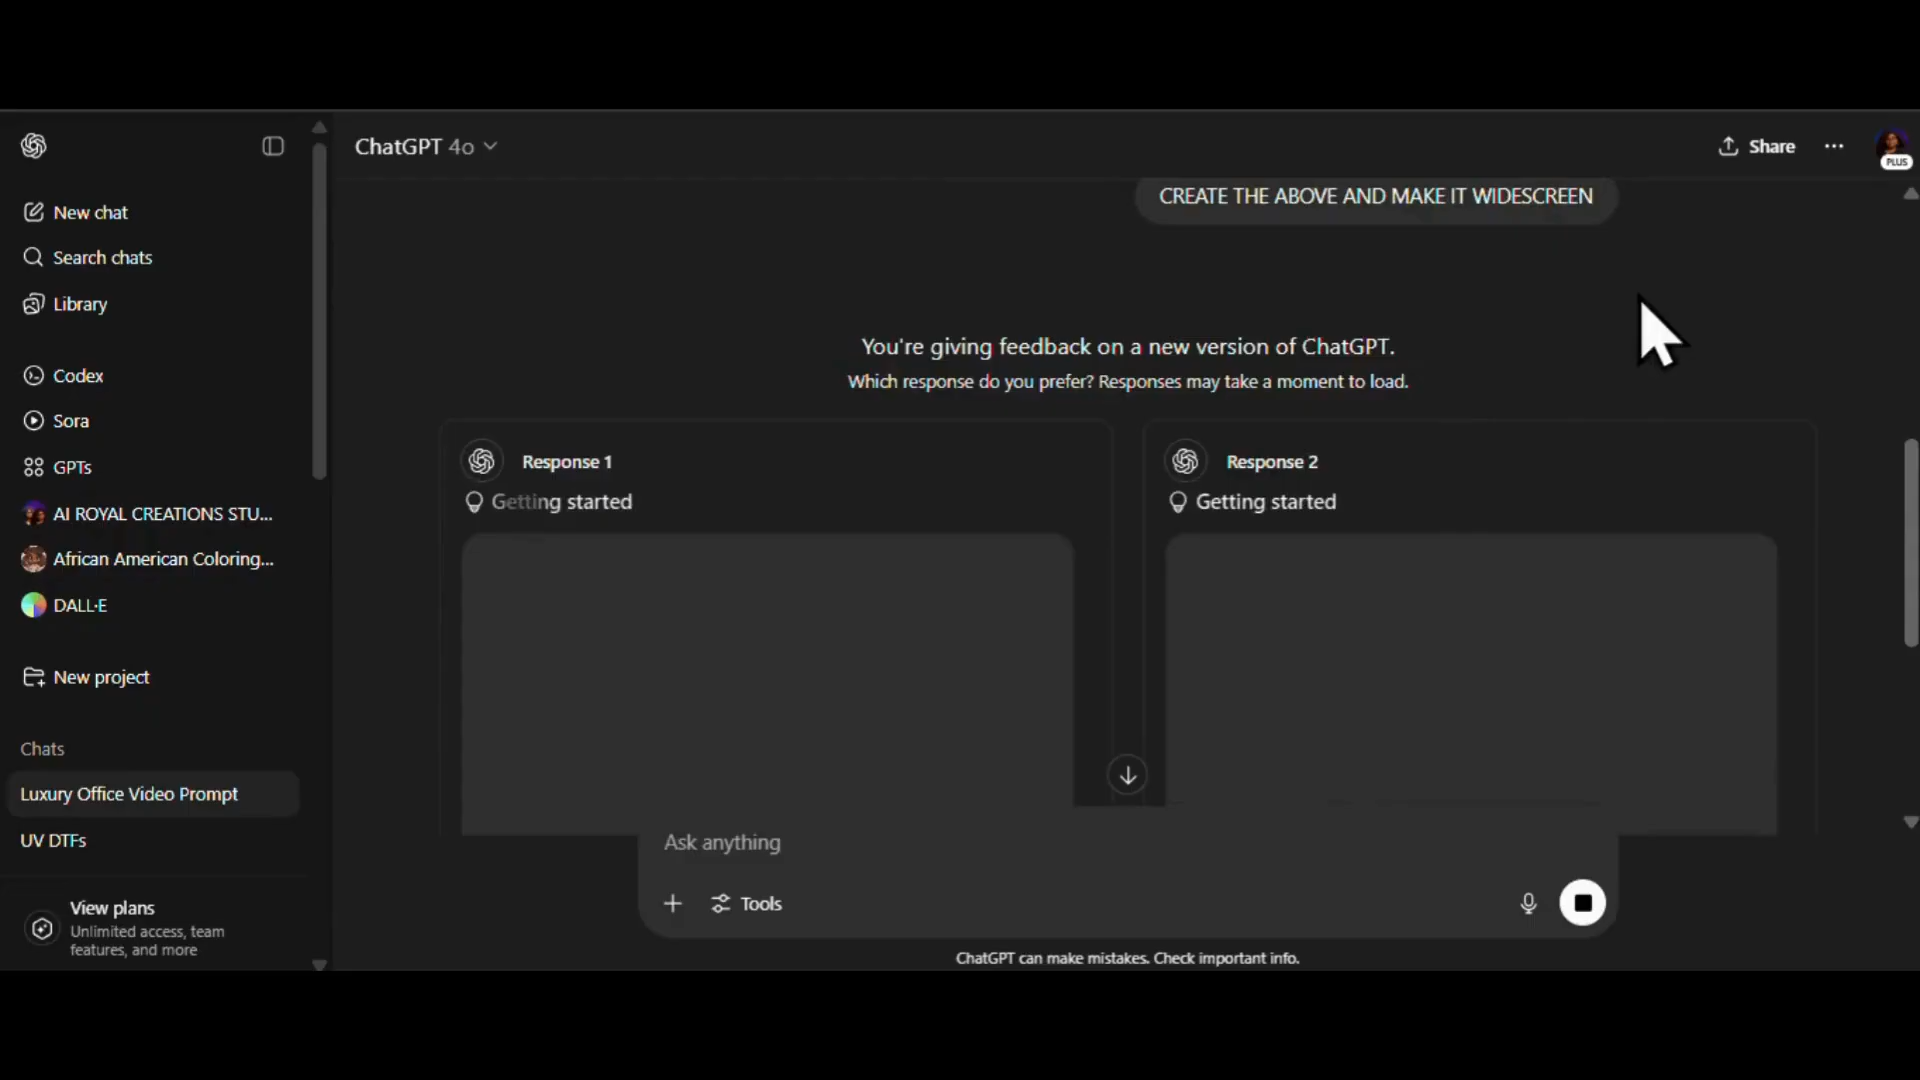 ChatGPT 4o
Share
PLUS
New chat
Search chats
Library
Codex
Sora
GPTs
AI ROYAL CREATIONS STU...
African American Coloring...
DALL·E
New project
Chats
Luxury Office Video Prompt
UV DTFs
View plans
Unlimited access, team
features, and more
CREATE THE ABOVE AND MAKE IT WIDESCREEN
You're giving feedback on a new version of ChatGPT.
Which response do you prefer? Responses may take a moment to load.
Response 1
Getting started
Response 2
Getting started
Ask anything
Tools
ChatGPT can make mistakes. Check important info.